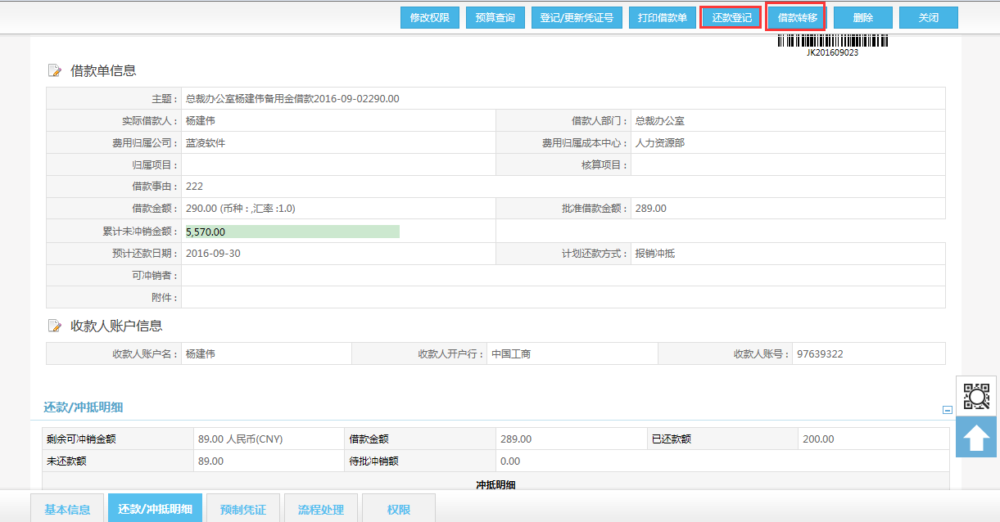 修改权限 预算查询 登记/更新凭证号 打印借款单 还款登记 借款转移 删除 关闭
JK201609023
借款单信息
主题： 总裁办公室杨建伟备用金借款2016-09-02290.00
实际借款人： 杨建伟 借款人部门： 总裁办公室
费用归属公司： 蓝凌软件 费用归属成本中心： 人力资源部
归属项目： 核算项目：
借款事由： 222
借款金额： 290.00 (币种 : ,汇率 :1.0) 批准借款金额： 289.00
累计未冲销金额： 5,570.00
预计还款日期： 2016-09-30 计划还款方式： 报销冲抵
可冲销者：
附件：
收款人账户信息
收款人账户名： 杨建伟 收款人开户行： 中国工商 收款人账号： 97639322
还款/冲抵明细
剩余可冲销金额 89.00 人民币(CNY) 借款金额 289.00 已还款额 200.00
未还款额 89.00 待批冲销额 0.00
冲抵明细
基本信息 还款/冲抵明细 预制凭证 流程处理 权限